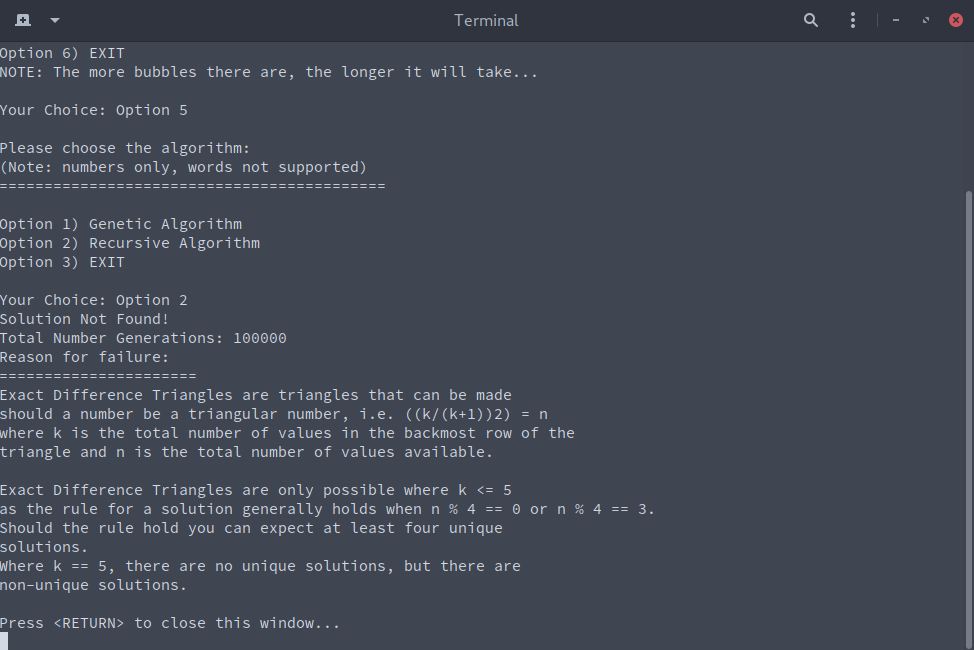 Terminal
Option 6) EXIT
NOTE: The more bubbles there are, the longer it will take...
Your Choice: Option 5
Please choose the algorithm:
(Note: numbers only, words not supported)
===========================================
Option 1) Genetic Algorithm
Option 2) Recursive Algorithm
Option 3) EXIT
Your Choice: Option 2
Solution Not Found!
Total Number Generations: 100000
Reason for failure:
======================
Exact Difference Triangles are triangles that can be made
should a number be a triangular number, i.e. ((k/(k+1))2) = n
where k is the total number of values in the backmost row of the
triangle and n is the total number of values available.
Exact Difference Triangles are only possible where k <= 5
as the rule for a solution generally holds when n % 4 == 0 or n % 4 == 3.
Should the rule hold you can expect at least four unique
solutions.
Where k == 5, there are no unique solutions, but there are
non-unique solutions.
Press <RETURN> to close this window...